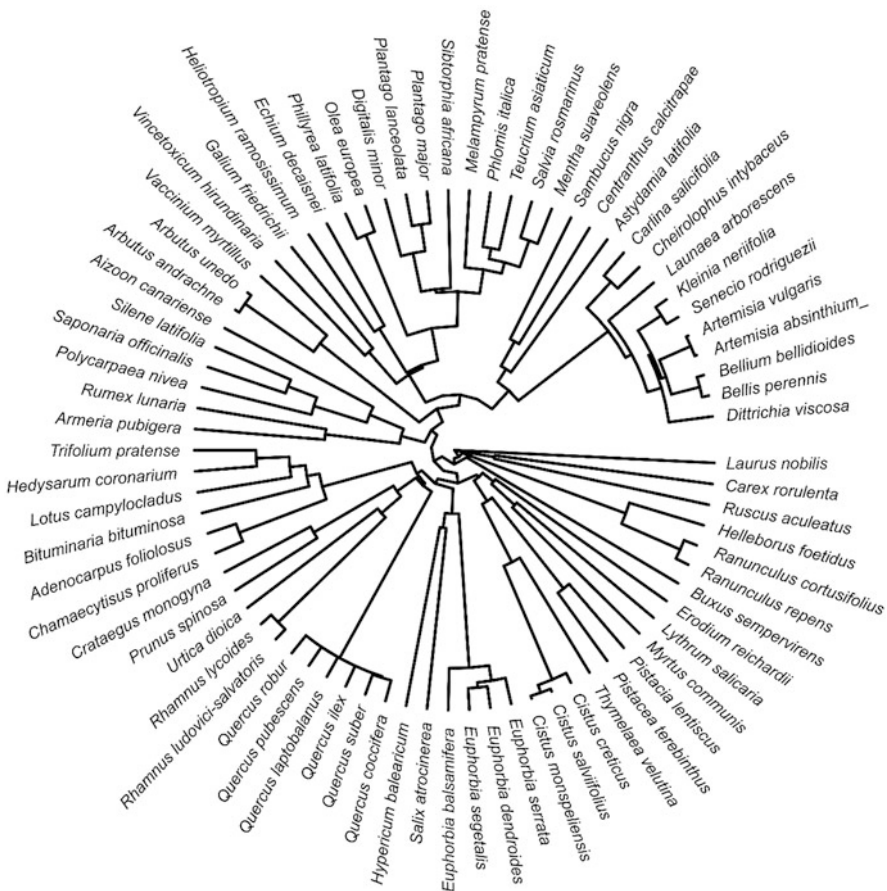 Sibtorphia africana
Melampyrum pratense
Phlomis italica
Teucrium asiaticum
Salvia rosmarinus
Mentha suaveolens
Sambucus nigra
Centranthus calcitrapae
Astydamia latifolia
Carlina salicifolia
Cheirolophus intybaceus
Launaea arborescens
Kleinia neriifolia
Senecio rodriguezii
Artemisia vulgaris
Artemisia absinthium_
Bellium bellidioides
Bellis perennis
Dittrichia viscosa
Laurus nobilis
Carex rorulenta
Ruscus aculeatus
Helleborus foetidus
Ranunculus cortusifolius
Ranunculus repens
Buxus sempervirens
Erodium reichardii
Lythrum salicaria
Myrtus communis
Pistacia lentiscus
Pistacea terebinthus
Thymelaea velutina
Cistus creticus
Cistus salviifolius
Cistus monspeliensis
Euphorbia serrata
Euphorbia dendroides
Euphorbia segetalis
Euphorbia balsamifera
Salix atrocinerea
Hypericum balearicum
Quercus coccifera
Quercus suber
Quercus ilex
Quercus laptobalanus
Quercus pubescens
Quercus robur
Rhamnus ludovici-salvatoris
Rhamnus lycoides
Urtica dioica
Prunus spinosa
Crataegus monogyna
Chamaecytisus proliferus
Adenocarpus foliolosus
Bituminaria bituminosa
Lotus campylocladus
Hedysarum coronarium
Trifolium pratense
Armeria pubigera
Rumex lunaria
Polycarpaea nivea
Saponaria officinalis
Silene latifolia
Aizoon canariense
Arbutus andrachne
Arbutus unedo
Vaccinium myrtillus
Vincetoxicum hirundinaria
Galium friedrichii
Heliotropium ramosissimum
Echium decaisnei
Phillyrea latifolia
Olea europea
Digitalis minor
Plantago lanceolata
Plantago major